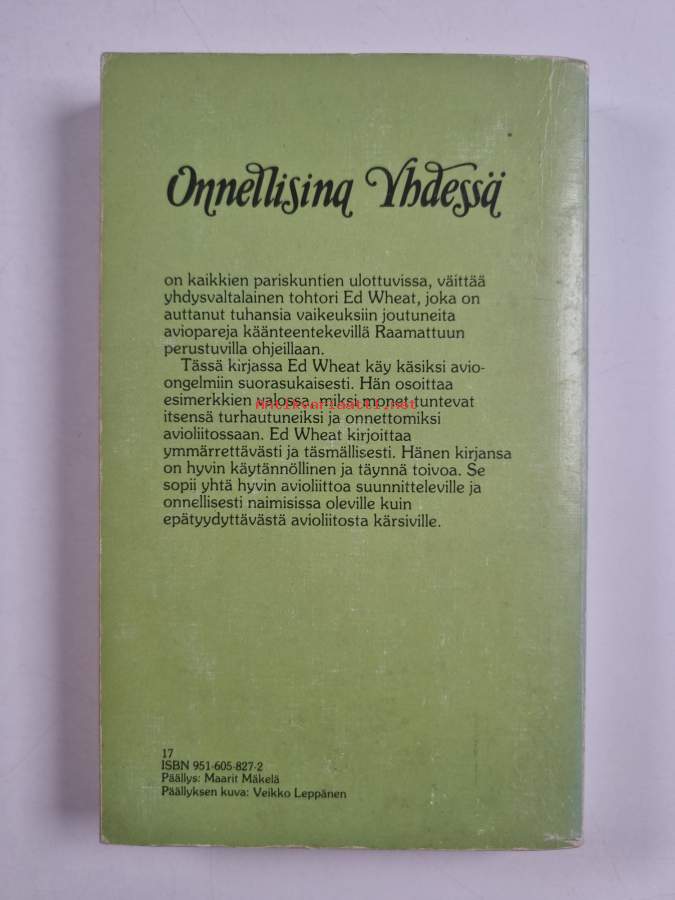 Onnellisina Yhdessä
on kaikkien pariskuntien ulottuvissa, väittää
yhdysvaltalainen tohtori Ed Wheat, joka on
auttanut tuhansia vaikeuksiin joutuneita
aviopareja käänteentekevillä Raamattuun
perustuvilla ohjeillaan.
Tässä kirjassa Ed Wheat käy käsiksi avio-
ongelmiin suorasukaisesti. Hän osoittaa
esimerkkien valossa, miksi monet tuntevat
Antikvariaatti.net
itsensä turhautuneiksi ja onnettomiksi
avioliitossaan. Ed Wheat kirjoittaa
ymmärrettävästi ja täsmällisesti. Hänen kirjansa
on hyvin käytännöllinen ja täynnä toivoa. Se
sopii yhtä hyvin avioliittoa suunnitteleville ja
onnellisesti naimisissa oleville kuin
epätyydyttävästä avioliitosta kärsiville.
17
ISBN 951-605-827-2
Päällys: Maarit Mäkelä
Päällyksen kuva: Veikko Leppänen